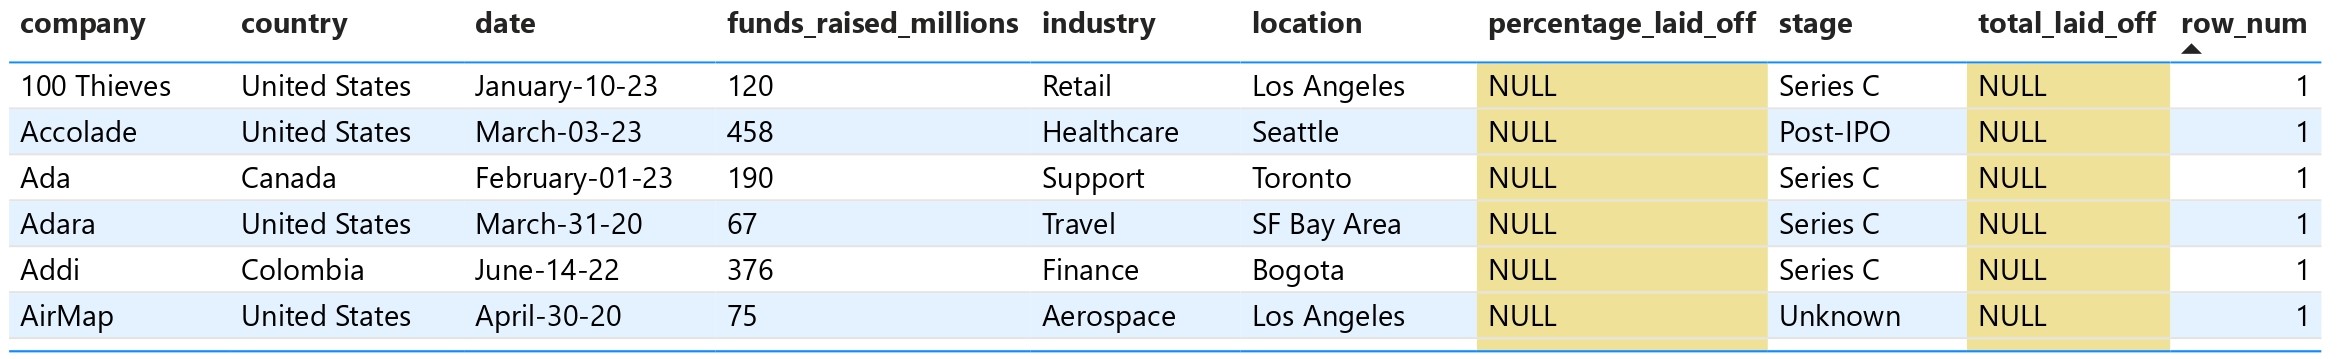 company country date funds_raised_millions industry location percentage_laid_off stage total_laid_off row_num
100 Thieves United States January-10-23 120 Retail Los Angeles NULL Series C NULL 1
Accolade United States March-03-23 458 Healthcare Seattle NULL Post-IPO NULL 1
Ada Canada February-01-23 190 Support Toronto NULL Series C NULL 1
Adara United States March-31-20 67 Travel SF Bay Area NULL Series C NULL 1
Addi Colombia June-14-22 376 Finance Bogota NULL Series C NULL 1
AirMap United States April-30-20 75 Aerospace Los Angeles NULL Unknown NULL 1